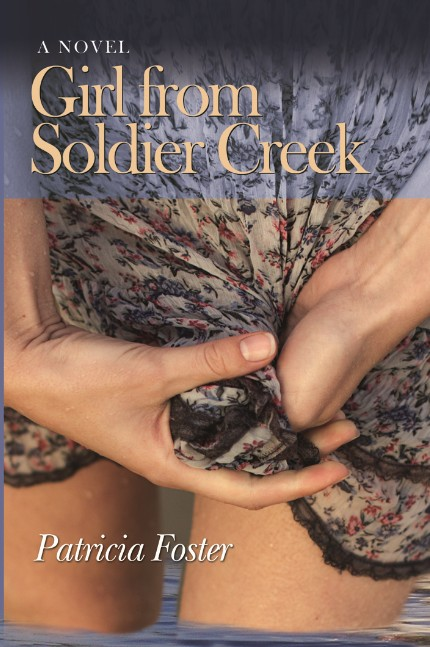 A NOVEL
Girl from
Soldier Creek
Patricia Foster